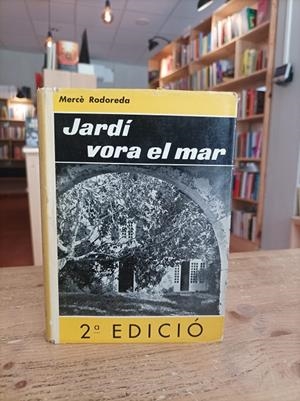 Mercè Rodoreda
Jardí
vora el mar
2ª EDICIÓ